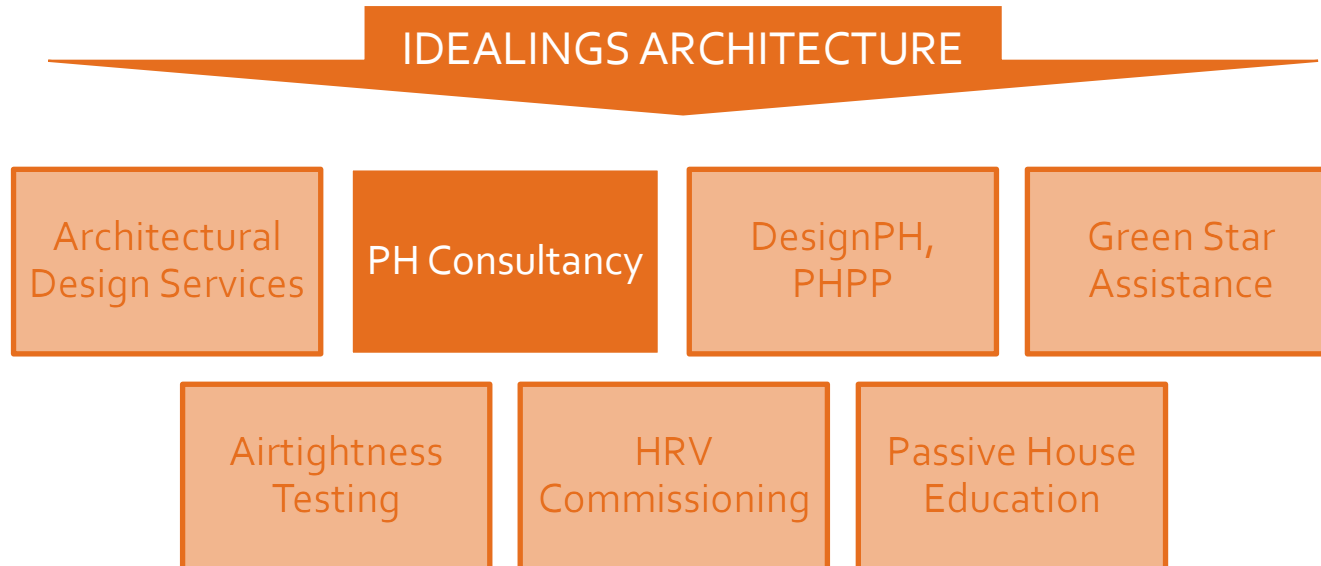 IDEALINGS ARCHITECTURE
Architectural
Design Services
PH Consultancy
DesignPH,
PHPP
Green Star
Assistance
Airtightness
Testing
HRV
Commissioning
Passive House
Education